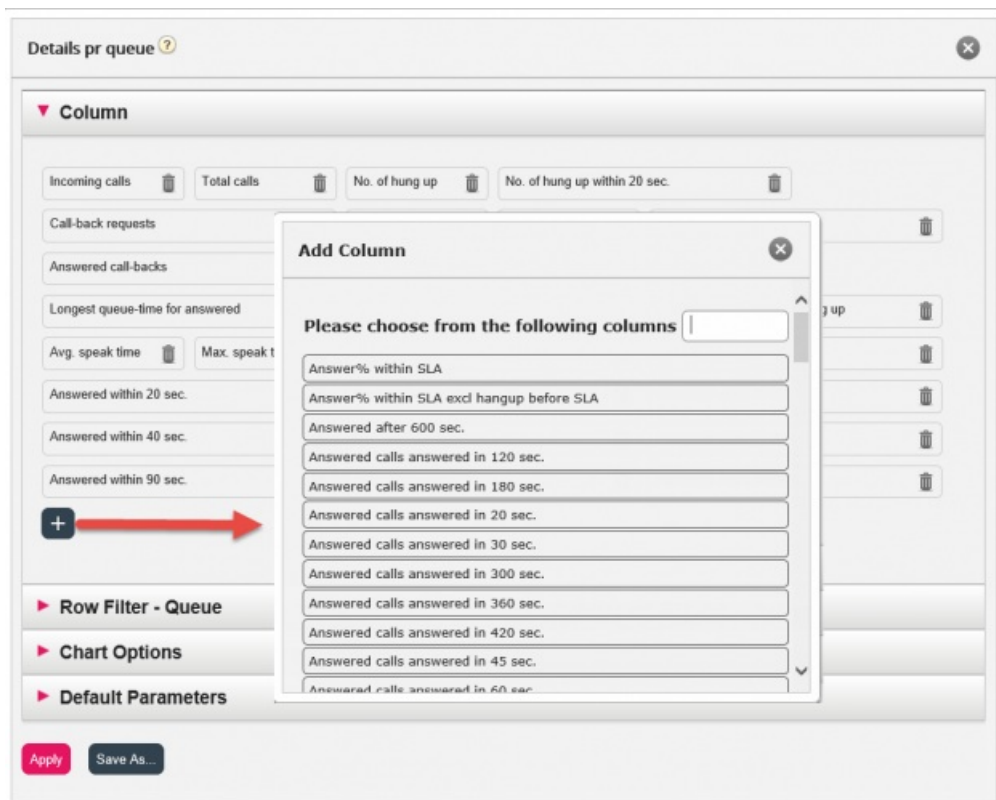 Details pr queue ?
Column
Incoming calls
Total calls
No. of hung up
No. of hung up within 20 sec.
Call-back requests
Answered call-backs
Longest queue-time for answered
g up
Avg. speak time
Max. speak t
Answered within 20 sec.
Answered within 40 sec.
Answered within 90 sec.
+
Row Filter - Queue
Chart Options
Default Parameters
Apply
Save As...
Add Column
Please choose from the following columns
Answer% within SLA
Answer% within SLA excl hangup before SLA
Answered after 600 sec.
Answered calls answered in 120 sec.
Answered calls answered in 180 sec.
Answered calls answered in 20 sec.
Answered calls answered in 30 sec.
Answered calls answered in 300 sec.
Answered calls answered in 360 sec.
Answered calls answered in 420 sec.
Answered calls answered in 45 sec.
Answered calls answered in 60 sec.